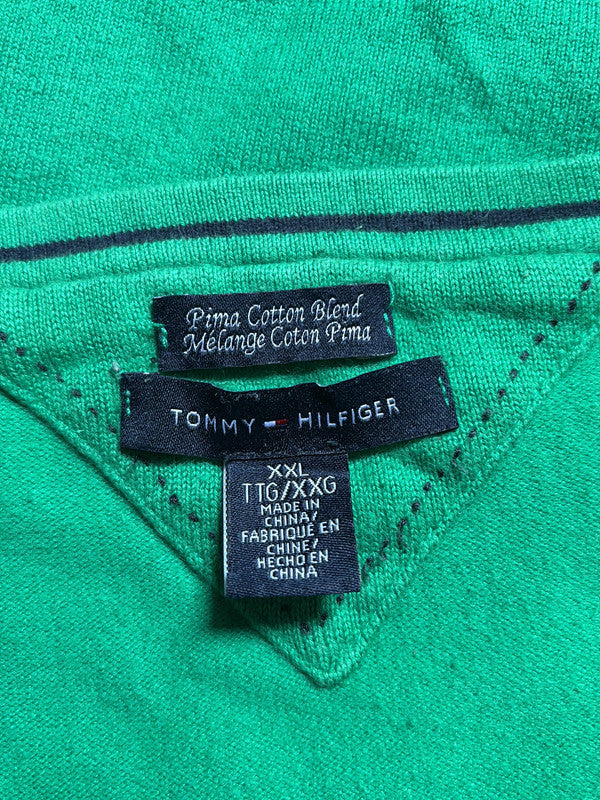 Pima Cotton Blend
Mélange Coton Pima
TOMMY HILFIGER
XXL
TTG/XXG
MADE IN
CHINA/
FABRIQUÉ EN
CHINE/
HECHO EN
CHINA